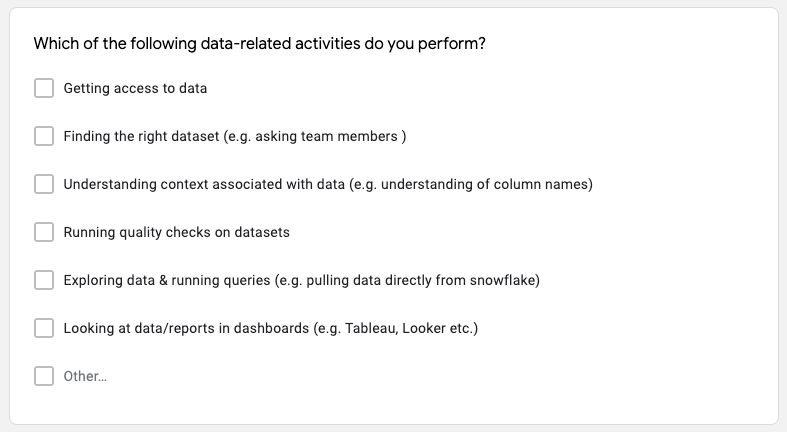 Which of the following data-related activities do you perform?
Getting access to data
Finding the right dataset (e.g. asking team members )
Understanding context associated with data (e.g. understanding of column names)
Running quality checks on datasets
Exploring data & running queries (e.g. pulling data directly from snowflake)
Looking at data/reports in dashboards (e.g. Tableau, Looker etc.)
Other…